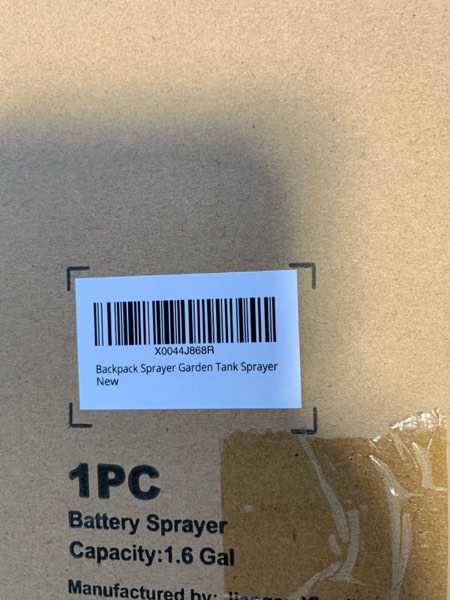 X0044J868R
Backpack Sprayer Garden Tank Sprayer
New
1PC
Battery Sprayer
Capacity:1.6 Gal
Manufactured by: